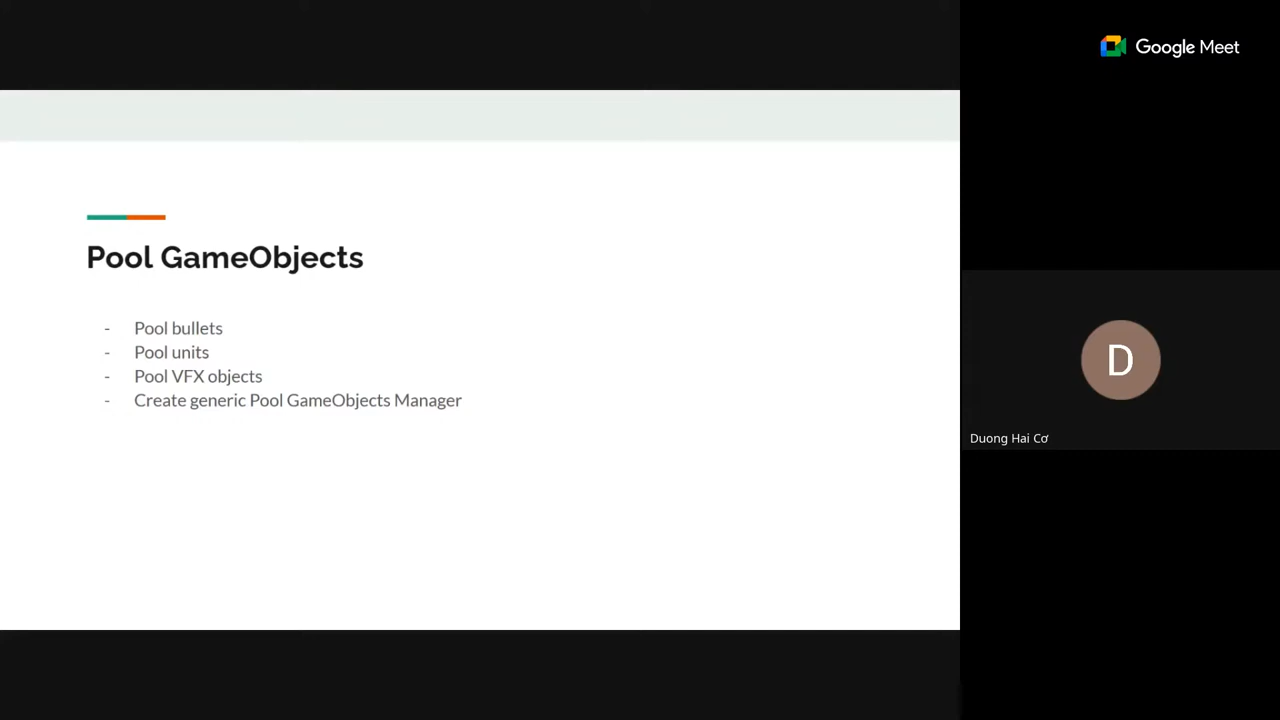 Google Meet
Pool GameObjects
- Pool bullets
- Pool units
- Pool VFX objects
- Create generic Pool GameObjects Manager
D
Duong Hai Cơ